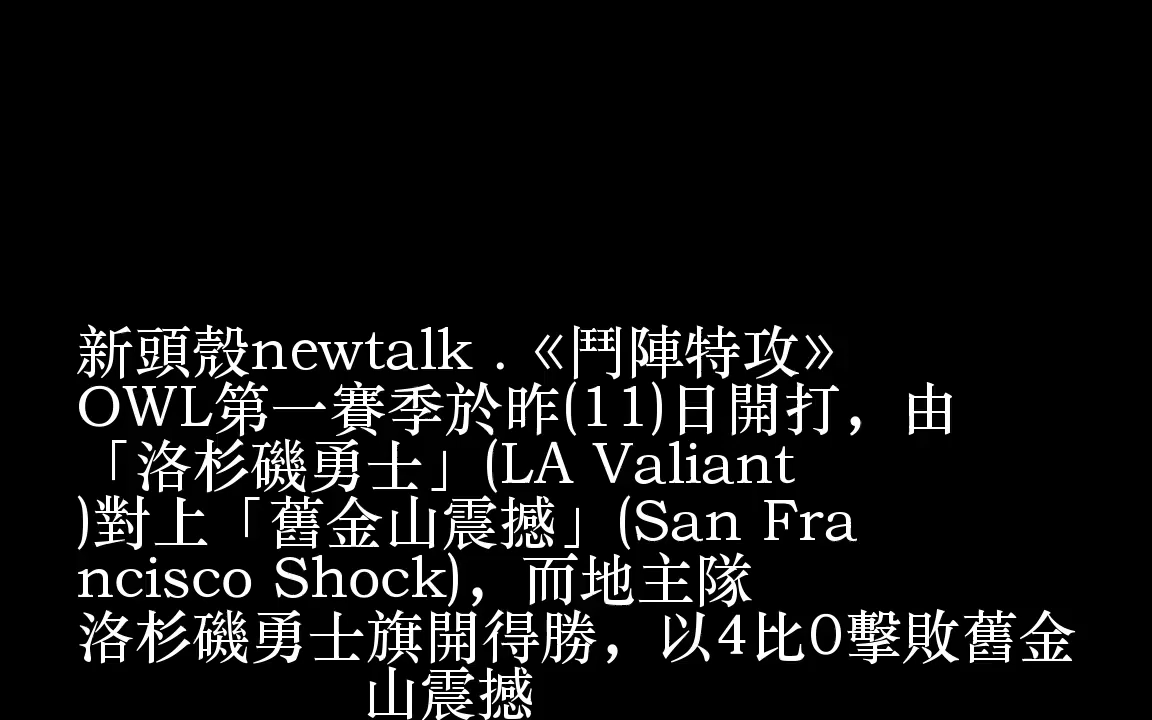 新頭殼newtalk .《鬥陣特攻》
OWL第一賽季於昨(11)日開打，由
「洛杉磯勇士」(LA Valiant
)對上「舊金山震撼」(San Fra
ncisco Shock)，而地主隊
洛杉磯勇士旗開得勝，以4比0擊敗舊金
山震撼